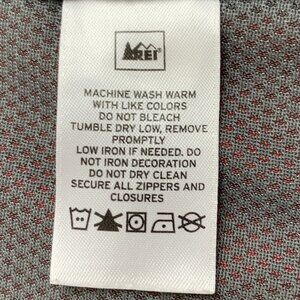 REI
MACHINE WASH WARM
WITH LIKE COLORS
DO NOT BLEACH
TUMBLE DRY LOW, REMOVE
PROMPTLY
LOW IRON IF NEEDED. DO
NOT IRON DECORATION
DO NOT DRY CLEAN
SECURE ALL ZIPPERS AND
CLOSURES